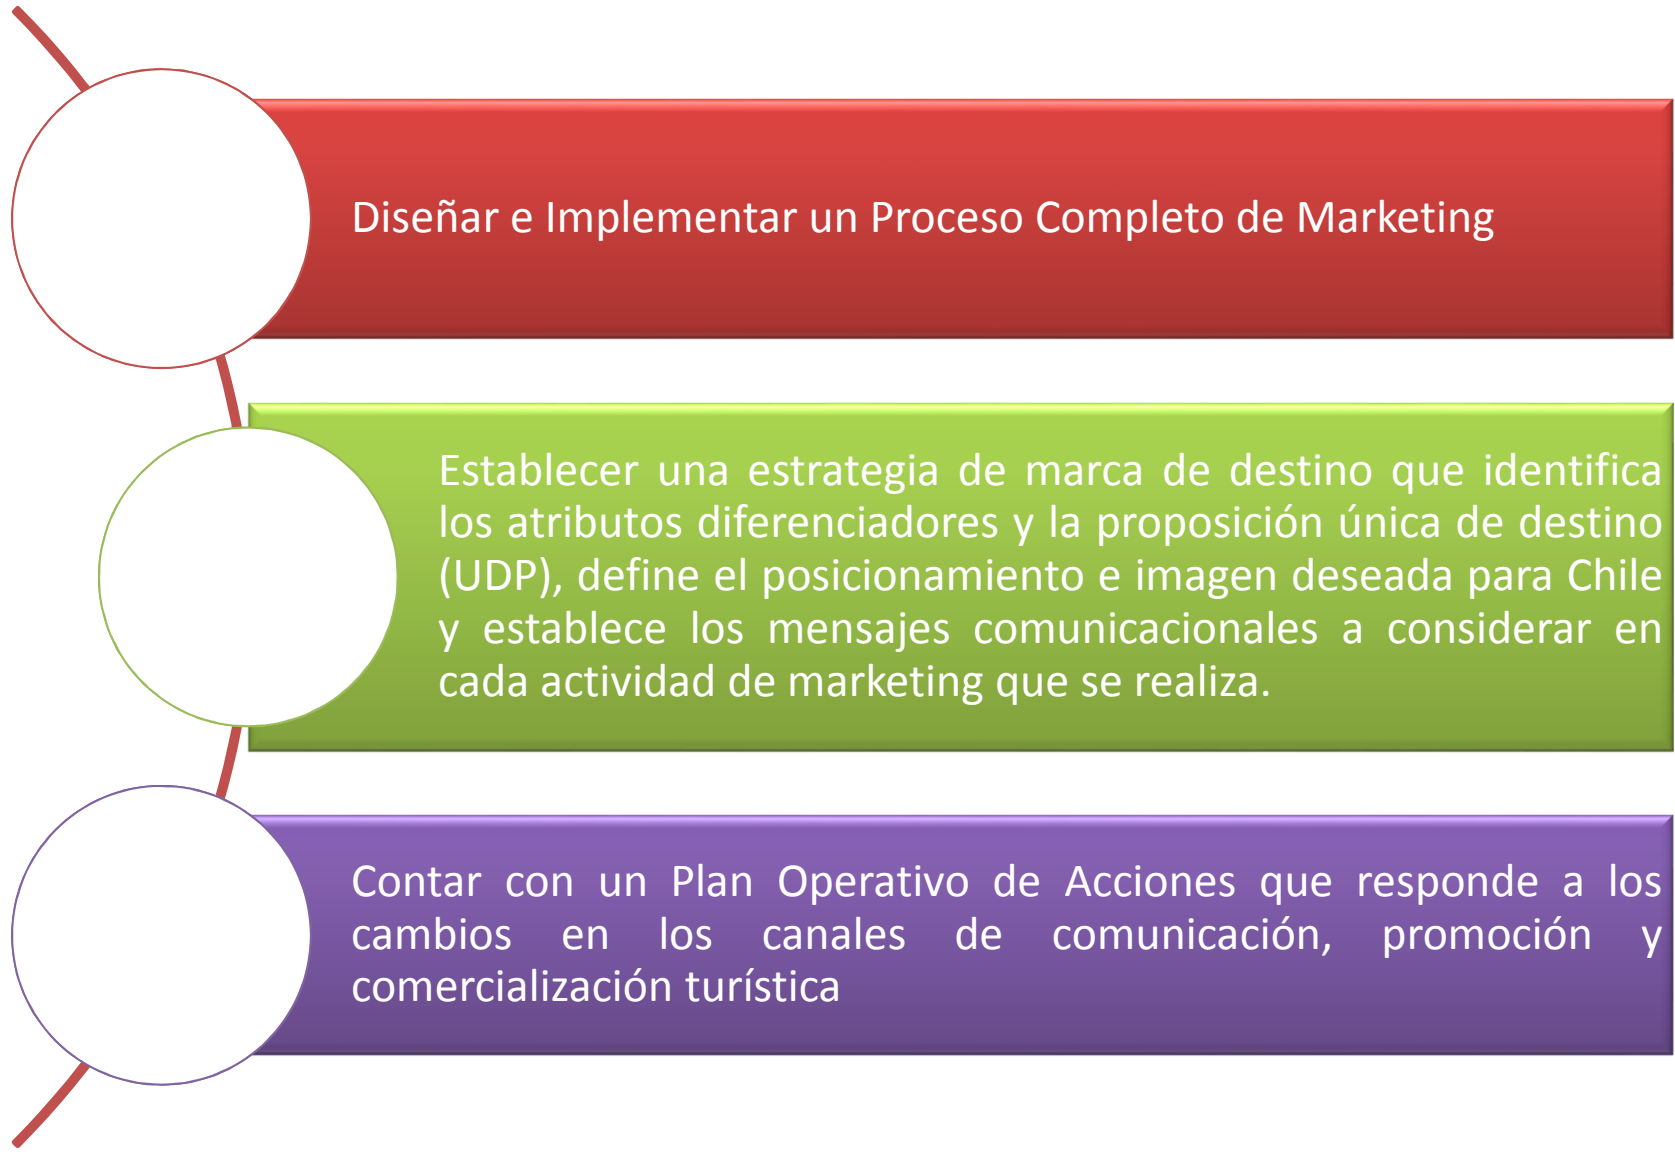 Diseñar e Implementar un Proceso Completo de Marketing
Establecer una estrategia de marca de destino que identifica
los atributos diferenciadores y la proposición única de destino
(UDP), define el posicionamiento e imagen deseada para Chile
y establece los mensajes comunicacionales a considerar en
cada actividad de marketing que se realiza.
Contar con un Plan Operativo de Acciones que responde a los
cambios en los canales de comunicación, promoción y
comercialización turística